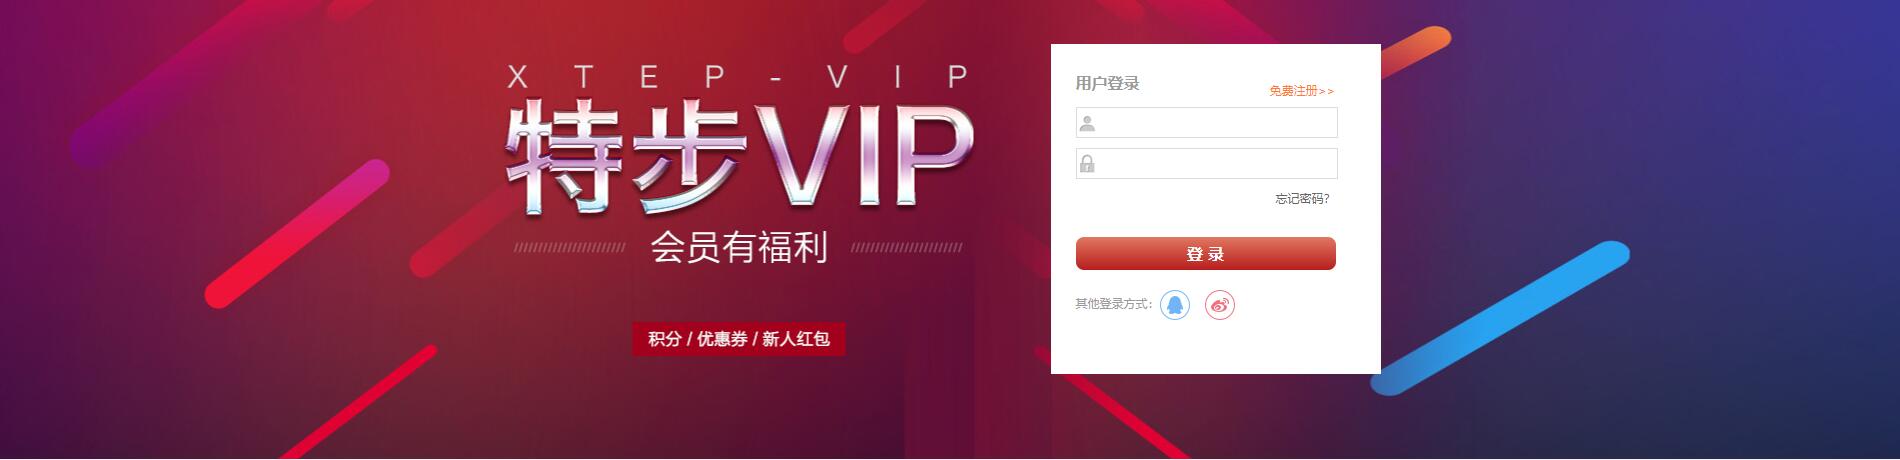 XTEP-VIP
特步VIP
会员有福利
积分 / 优惠券 / 新人红包
用户登录
免费注册>>
忘记密码?
登 录
其他登录方式: